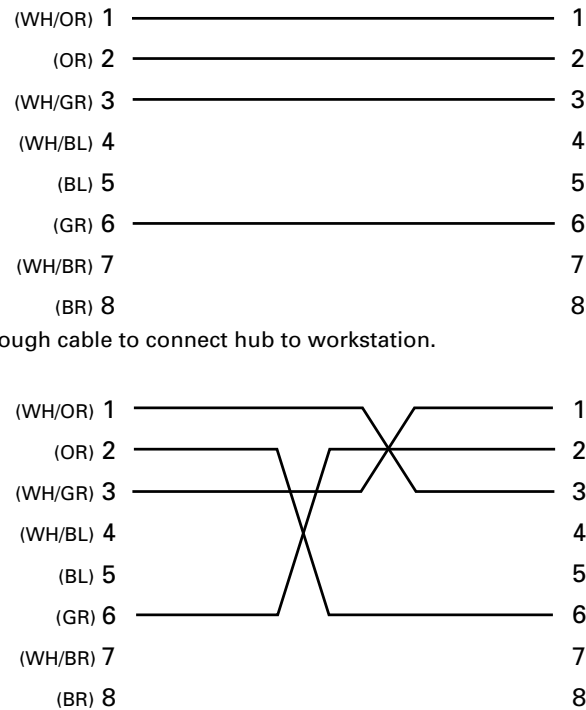 (WH/OR) 1 1
(OR) 2 2
(WH/GR) 3 3
(WH/BL) 4 4
(BL) 5 5
(GR) 6 6
(WH/BR) 7 7
(BR) 8 8
ough cable to connect hub to workstation.
(WH/OR) 1 1
(OR) 2 2
(WH/GR) 3 3
(WH/BL) 4 4
(BL) 5 5
(GR) 6 6
(WH/BR) 7 7
(BR) 8 8